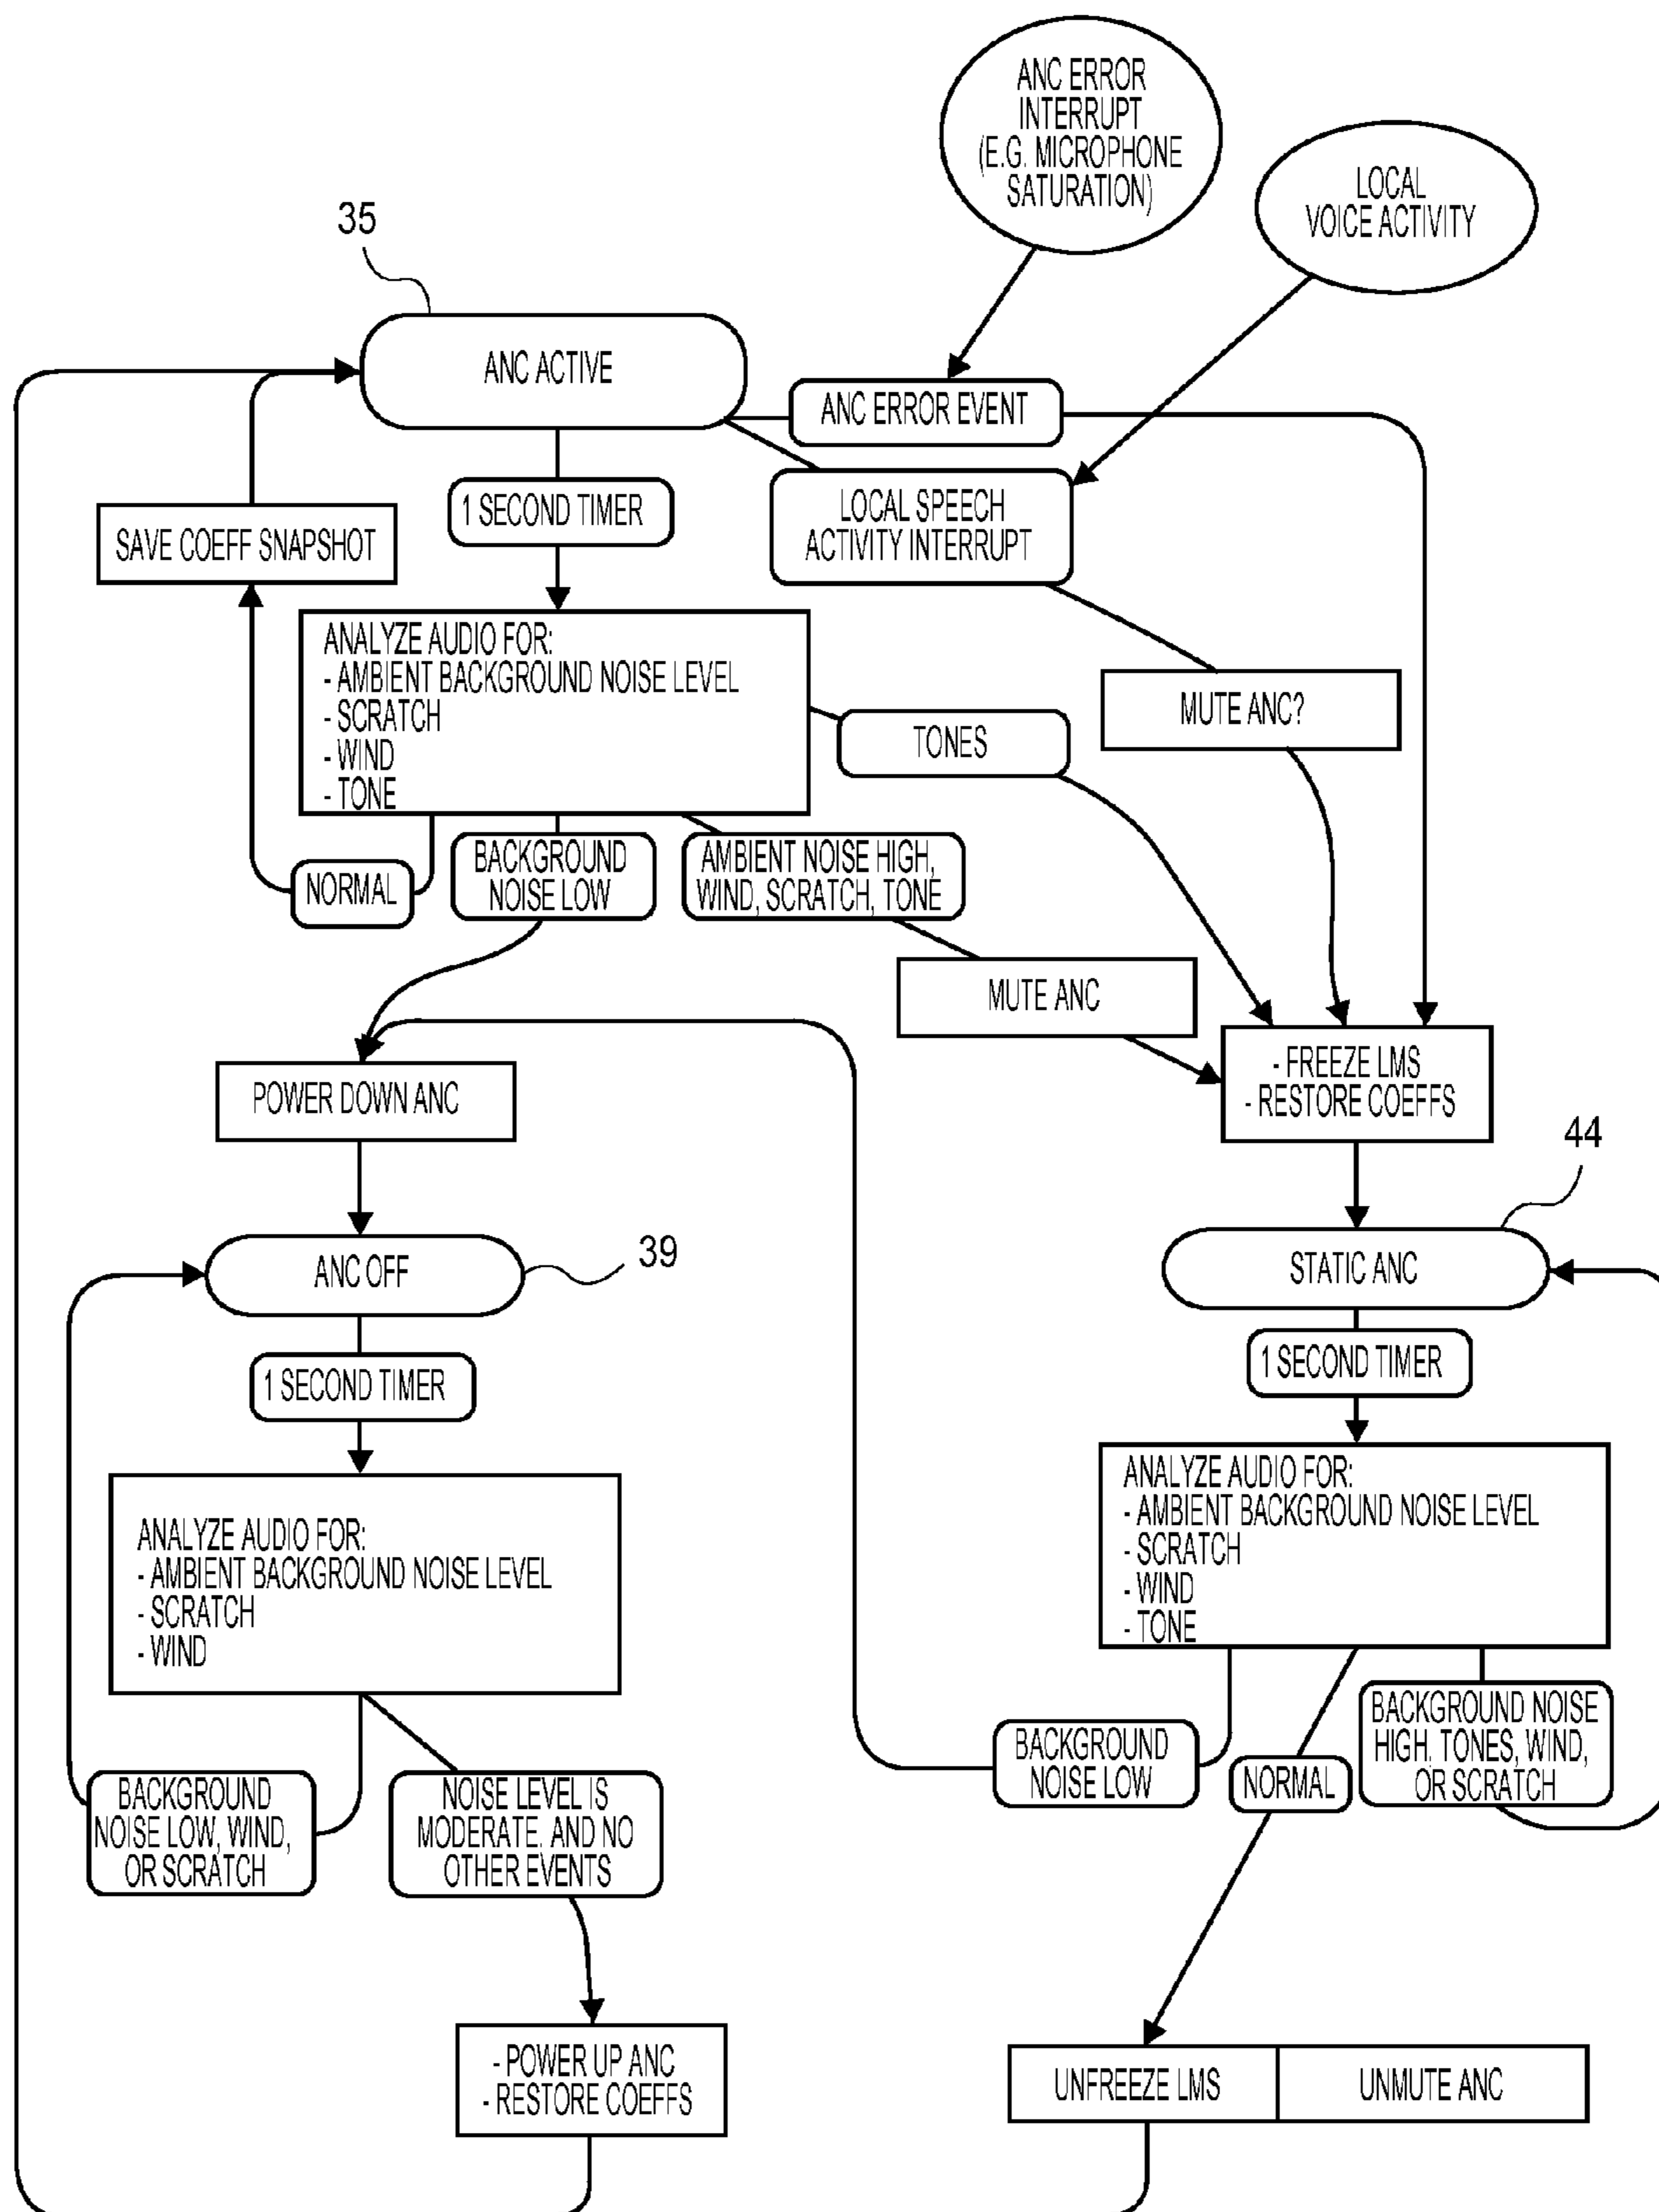 ANC ERROR
INTERRUPT
(E.G. MICROPHONE
SATURATION)
LOCAL
VOICE ACTIVITY
35
ANC ACTIVE
ANC ERROR EVENT
1 SECOND TIMER
LOCAL SPEECH
ACTIVITY INTERRUPT
SAVE COEFF SNAPSHOT
ANALYZE AUDIO FOR:
- AMBIENT BACKGROUND NOISE LEVEL
- SCRATCH
- WIND
- TONE
MUTE ANC?
TONES
NORMAL
BACKGROUND
NOISE LOW
AMBIENT NOISE HIGH,
WIND, SCRATCH, TONE
MUTE ANC
- FREEZE LMS
- RESTORE COEFFS
POWER DOWN ANC
44
ANC OFF
39
STATIC ANC
1 SECOND TIMER
1 SECOND TIMER
ANALYZE AUDIO FOR:
- AMBIENT BACKGROUND NOISE LEVEL
- SCRATCH
- WIND
ANALYZE AUDIO FOR:
- AMBIENT BACKGROUND NOISE LEVEL
- SCRATCH
- WIND
- TONE
BACKGROUND
NOISE LOW, WIND,
OR SCRATCH
NOISE LEVEL IS
MODERATE. AND NO
OTHER EVENTS
BACKGROUND
NOISE LOW
NORMAL
BACKGROUND NOISE
HIGH. TONES, WIND,
OR SCRATCH
- POWER UP ANC
- RESTORE COEFFS
UNFREEZE LMS
UNMUTE ANC